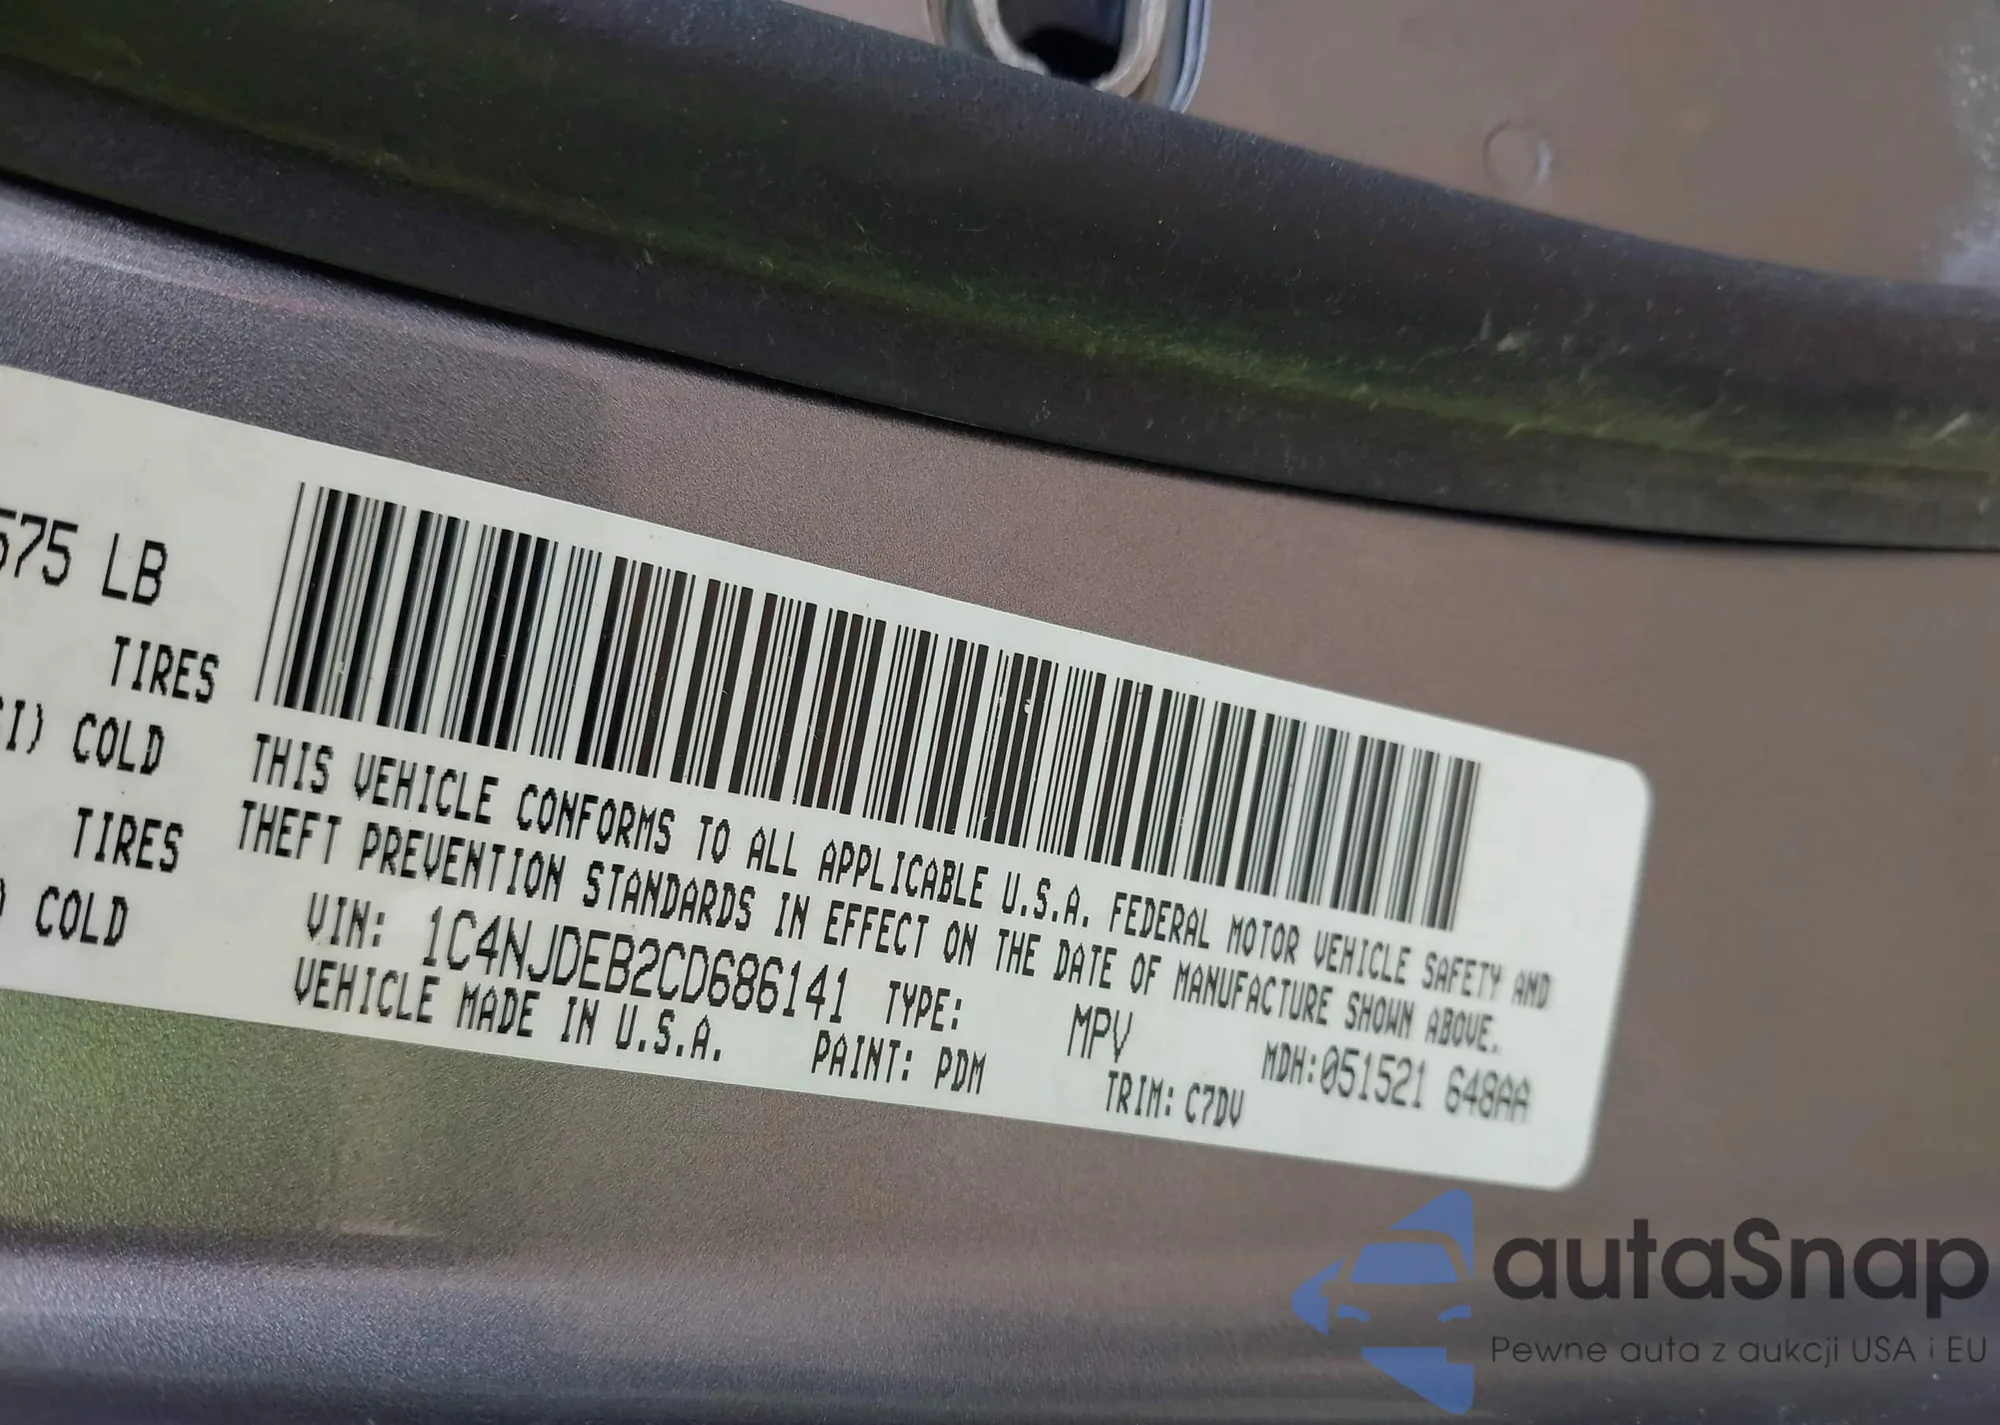 575 LB
TIRES
SI) COLD
TIRES
) COLD
THIS VEHICLE CONFORMS TO ALL APPLICABLE U.S.A. FEDERAL MOTOR VEHICLE SAFETY AND
THEFT PREVENTION STANDARDS IN EFFECT ON THE DATE OF MANUFACTURE SHOWN ABOVE.
VIN: 1C4NJDEB2CD686141 TYPE: MPV MDH:051521 648AA
VEHICLE MADE IN U.S.A. PAINT: PDM TRIM: C7DV
autaSnap
Pewne auta z aukcji USA i EU